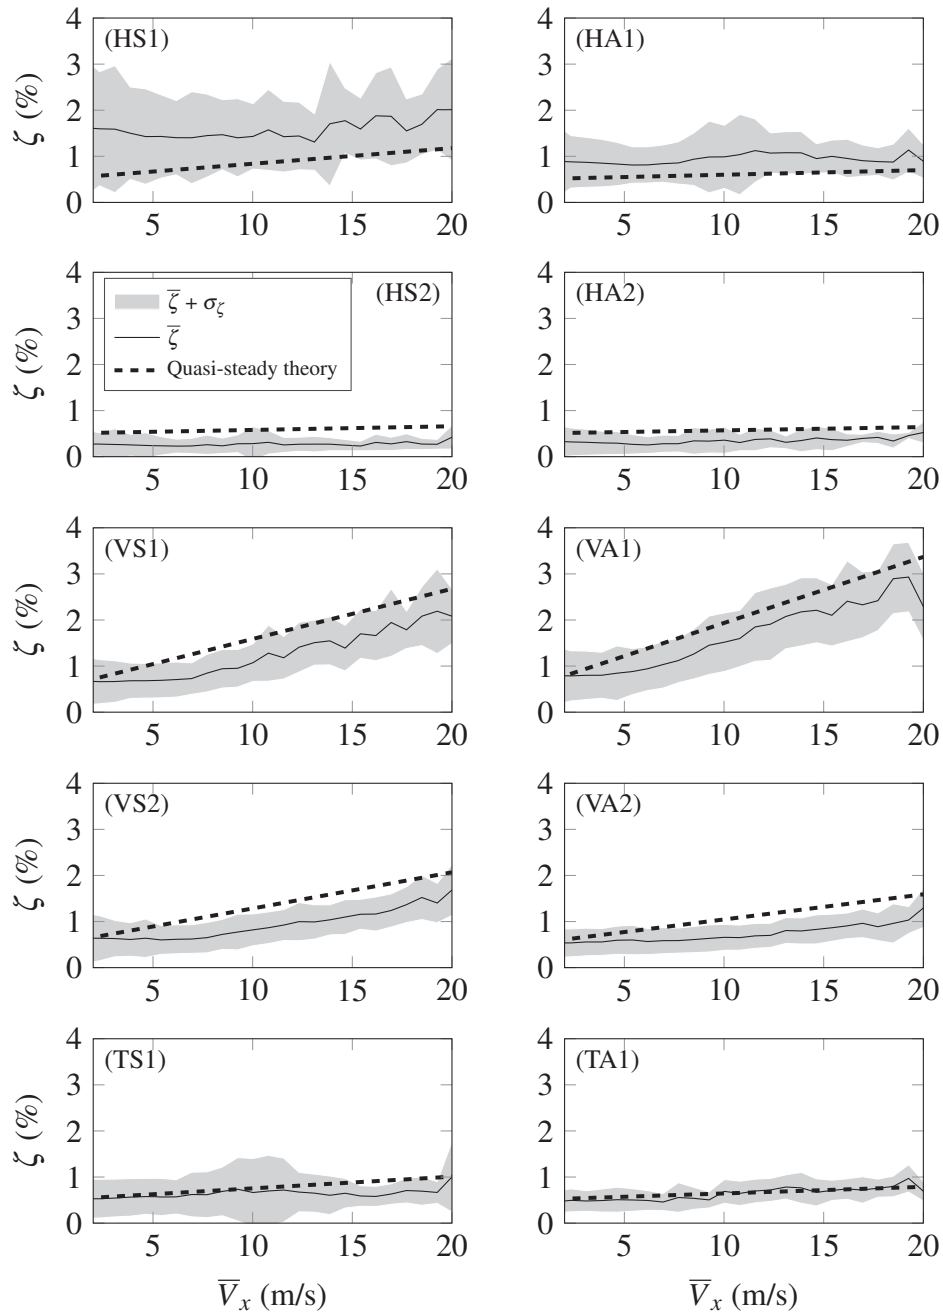 4 (HS1) 4 (HA1)
3 3
ζ (%)
2 2
1 1
0 0
5 10 15 20 5 10 15 20
4 (HS2) 4 (HA2)
ζ̅ + σζ
3 3
ζ̅
ζ (%)
2 Quasi-steady theory 2
1 1
0 0
5 10 15 20 5 10 15 20
4 (VS1) 4 (VA1)
3 3
ζ (%)
2 2
1 1
0 0
5 10 15 20 5 10 15 20
4 (VS2) 4 (VA2)
3 3
ζ (%)
2 2
1 1
0 0
5 10 15 20 5 10 15 20
4 (TS1) 4 (TA1)
3 3
ζ (%)
2 2
1 1
0 0
5 10 15 20 5 10 15 20
V̅x (m/s) V̅x (m/s)